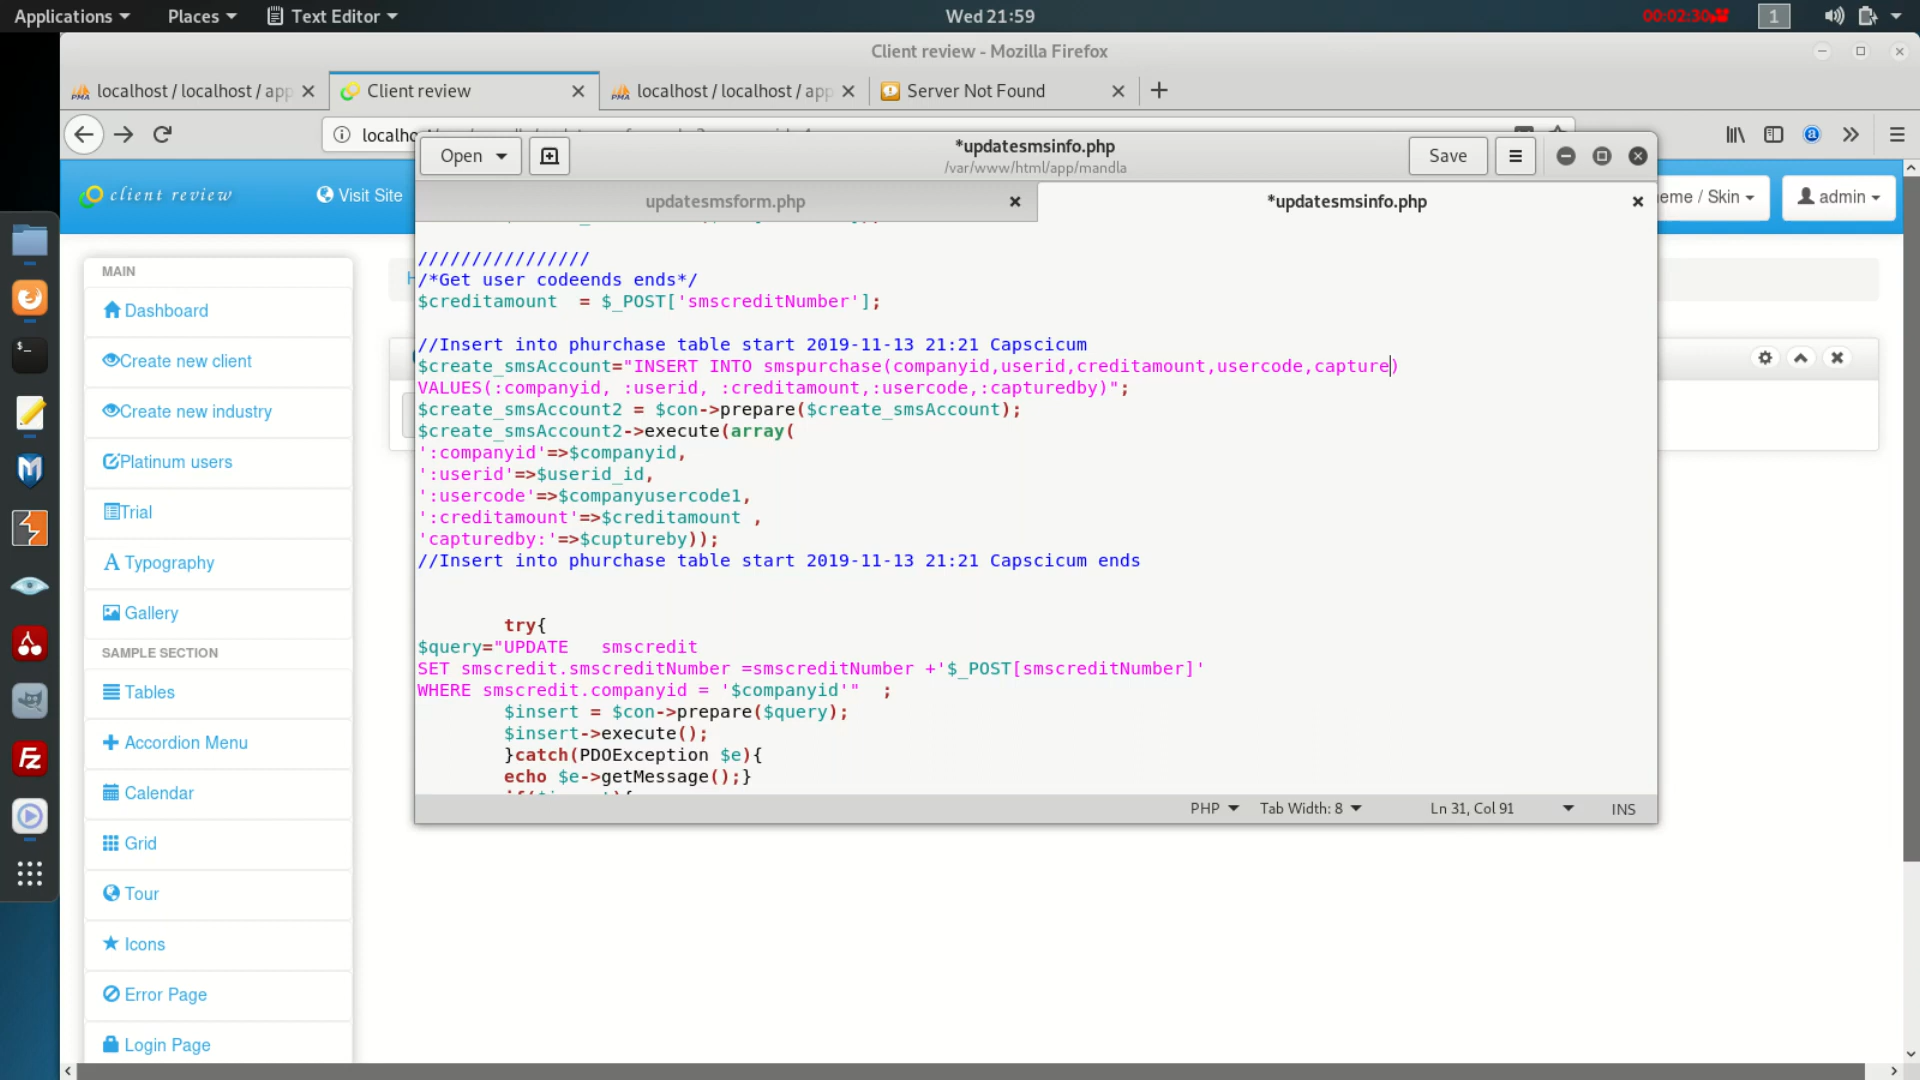 Applications
Places
Text Editor
Wed 21:59
00:02:30
1
Client review - Mozilla Firefox
localhost / localhost / app
Client review
localhost / localhost / app
Server Not Found
localho
Open
*updatesmsinfo.php
/var/www/html/app/mandla
Save
updatesmsform.php
*updatesmsinfo.php
client review
Visit Site
eme / Skin
admin
MAIN
Dashboard
Create new client
Create new industry
Platinum users
Trial
Typography
Gallery
SAMPLE SECTION
Tables
Accordion Menu
Calendar
Grid
Tour
Icons
Error Page
Login Page
////////////////
/*Get user codeends ends*/
$creditamount  = $_POST['smscreditNumber'];
//Insert into phurchase table start 2019-11-13 21:21 Capscicum
$create_smsAccount="INSERT INTO smspurchase(companyid,userid,creditamount,usercode,capture)
VALUES(:companyid, :userid, :creditamount,:usercode,:capturedby)";
$create_smsAccount2 = $con->prepare($create_smsAccount);
$create_smsAccount2->execute(array(
':companyid'=>$companyid,
':userid'=>$userid_id,
':usercode'=>$companyusercode1,
':creditamount'=>$creditamount ,
'capturedby:'=>$cuptureby));
//Insert into phurchase table start 2019-11-13 21:21 Capscicum ends
try{
$query="UPDATE   smscredit
SET smscredit.smscreditNumber =smscreditNumber +'$_POST[smscreditNumber]'
WHERE smscredit.companyid = '$companyid'"  ;
$insert = $con->prepare($query);
$insert->execute();
}catch(PDOException $e){
echo $e->getMessage();}
PHP
Tab Width: 8
Ln 31, Col 91
INS